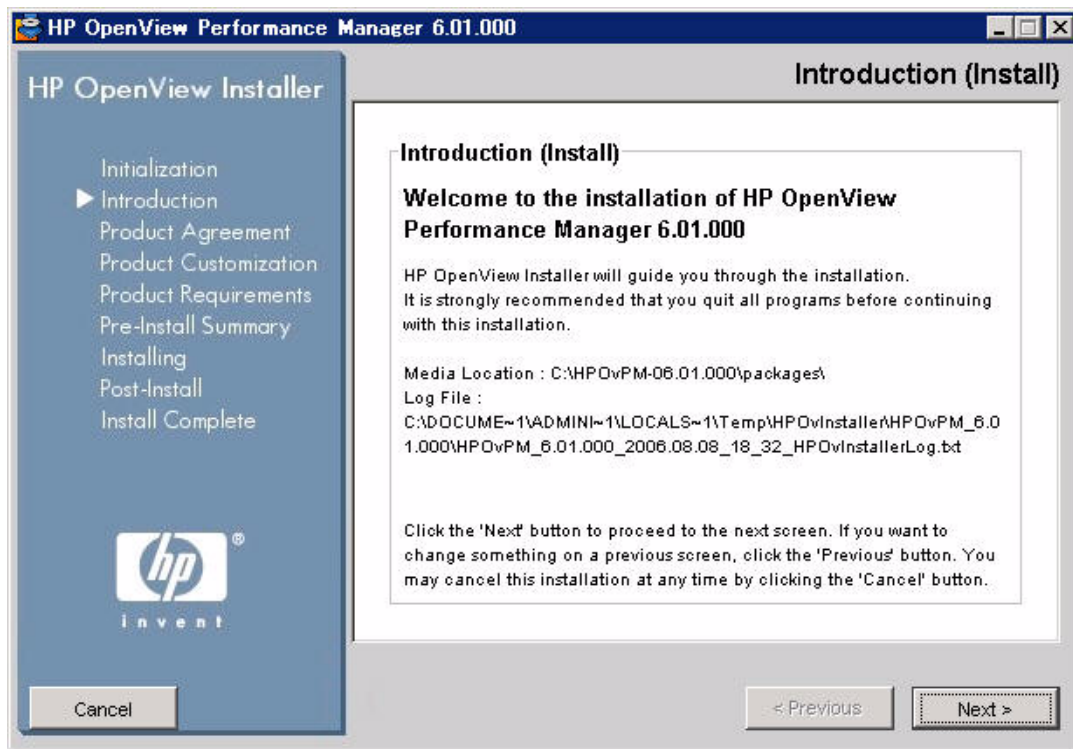 HP OpenView Performance Manager 6.01.000
HP OpenView Installer
Initialization
Introduction
Product Agreement
Product Customization
Product Requirements
Pre-Install Summary
Installing
Post-Install
Install Complete
hp
®
invent
Cancel
Introduction (Install)
Introduction (Install)
Welcome to the installation of HP OpenView
Performance Manager 6.01.000
HP OpenView Installer will guide you through the installation.
It is strongly recommended that you quit all programs before continuing
with this installation.
Media Location : C:\HPOvPM-06.01.000\packages\
Log File :
C:\DOCUME~1\ADMINI~1\LOCALS~1\Temp\HPOvInstaller\HPOvPM_6.0
1.000\HPOvPM_6.01.000_2006.08.08_18_32_HPOvInstallerLog.txt
Click the 'Next' button to proceed to the next screen. If you want to
change something on a previous screen, click the 'Previous' button. You
may cancel this installation at any time by clicking the 'Cancel' button.
< Previous
Next >